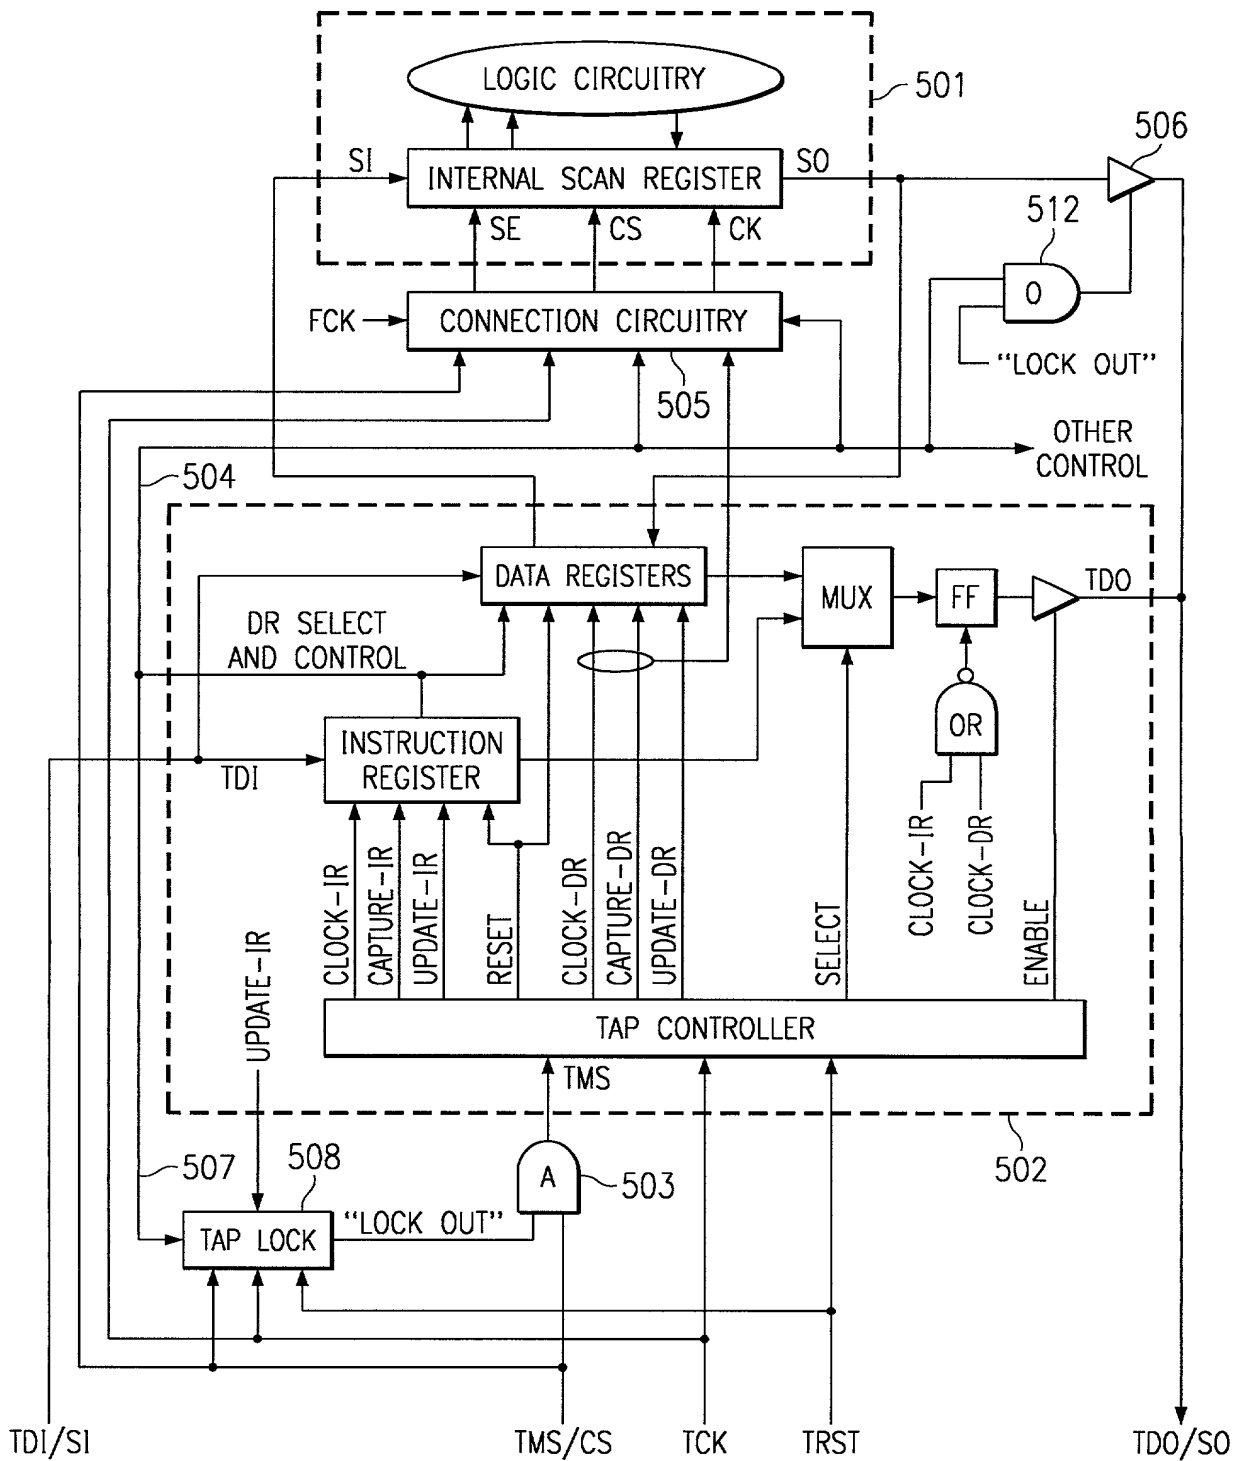 LOGIC CIRCUITRY
501
506
SI
INTERNAL SCAN REGISTER
SO
512
SE
CS
CK
O
FCK
CONNECTION CIRCUITRY
"LOCK OUT"
505
OTHER
CONTROL
504
DATA REGISTERS
MUX
FF
TDO
DR SELECT
AND CONTROL
INSTRUCTION
REGISTER
OR
TDI
CLOCK-IR
CAPTURE-IR
UPDATE-IR
RESET
CLOCK-DR
CAPTURE-DR
UPDATE-DR
SELECT
CLOCK-IR
CLOCK-DR
ENABLE
UPDATE-IR
TAP CONTROLLER
TMS
507
508
A
503
502
TAP LOCK
"LOCK OUT"
TDI/SI
TMS/CS
TCK
TRST
TDO/SO